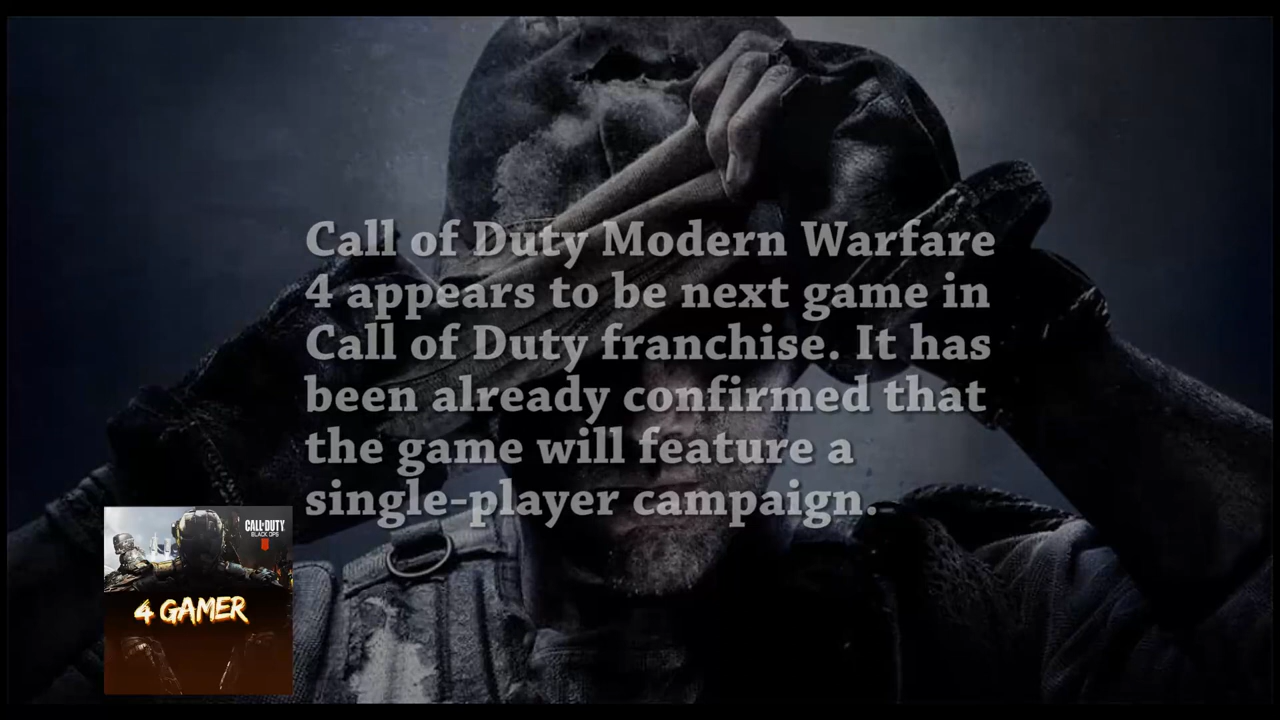 Call of Duty Modern Warfare
4 appears to be next game in
Call of Duty franchise. It has
been already confirmed that
the game will feature a
single-player campaign.
CALL OF DUTY
BLACK OPS
4 GAMER